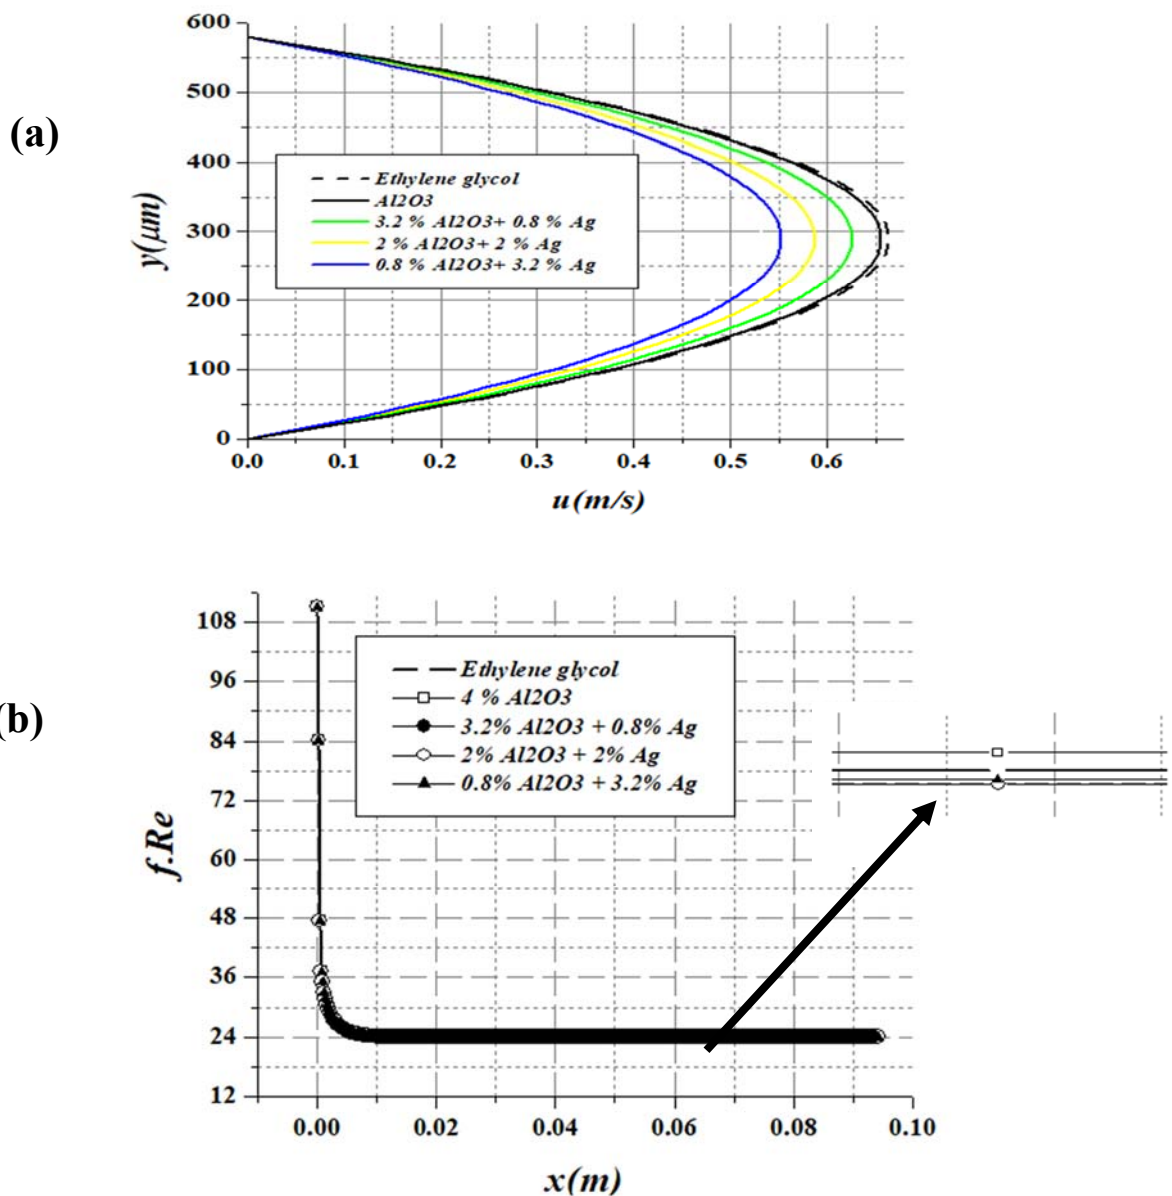 (a)
600
500
400
300
200
100
0
y(μm)
Ethylene glycol
Al2O3
3.2 % Al2O3+ 0.8 % Ag
2 % Al2O3+ 2 % Ag
0.8 % Al2O3+ 3.2 % Ag
0.0 0.1 0.2 0.3 0.4 0.5 0.6
u(m/s)
(b)
108
96
84
72
60
48
36
24
12
f.Re
Ethylene glycol
4 % Al2O3
3.2% Al2O3 + 0.8% Ag
2% Al2O3 + 2% Ag
0.8% Al2O3 + 3.2% Ag
0.00 0.02 0.04 0.06 0.08 0.10
x(m)